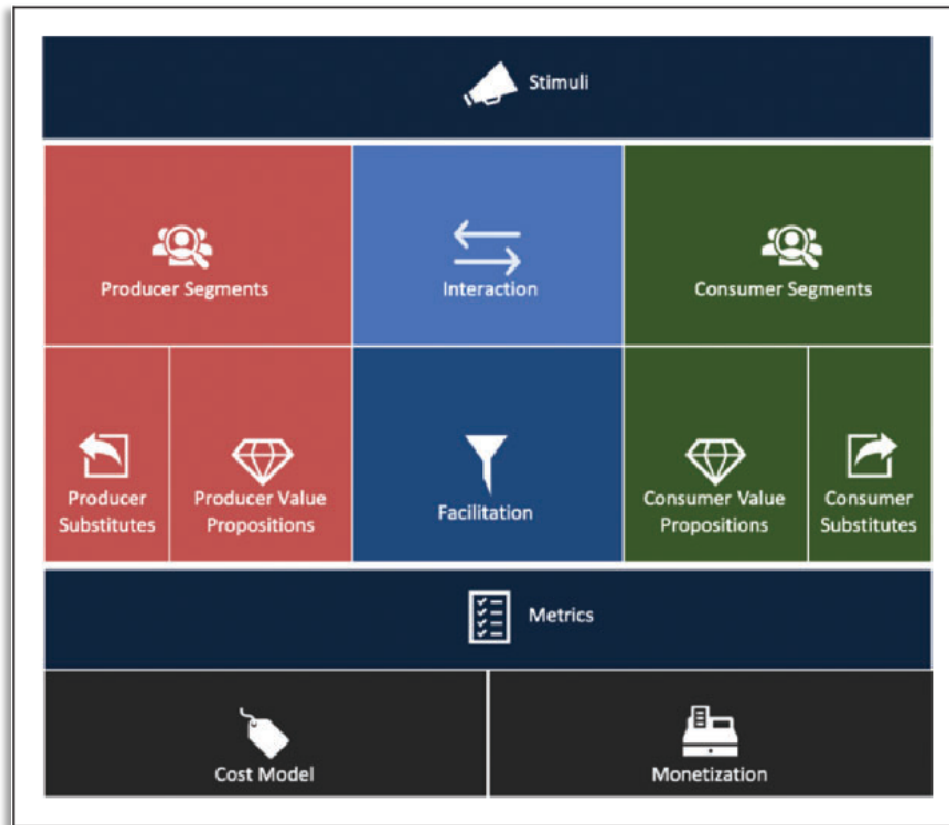 Stimuli
Producer Segments
Interaction
Consumer Segments
Producer
Substitutes
Producer Value
Propositions
Facilitation
Consumer Value
Propositions
Consumer
Substitutes
Metrics
Cost Model
Monetization